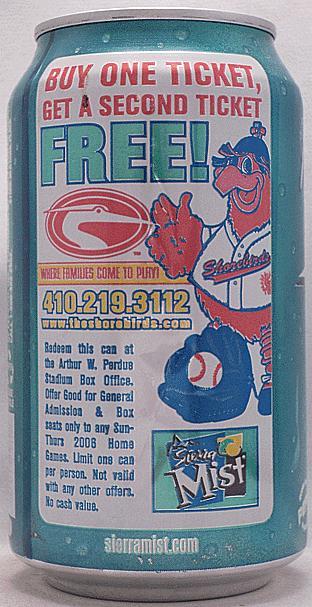 BUY ONE TICKET,
GET A SECOND TICKET
FREE!
WHERE FAMILIES COME TO PLAY!
Shorebirds
410.219.3112
www.theshorebirds.com
Redeem this can at
the Arthur W. Perdue
Stadium Box Office.
Offer Good for General
Admission & Box
seats only to any Sun-
Thurs 2006 Home
Games. Limit one can
per person. Not valid
with any other offers.
No cash value.
Sierra
Mist
sierramist.com